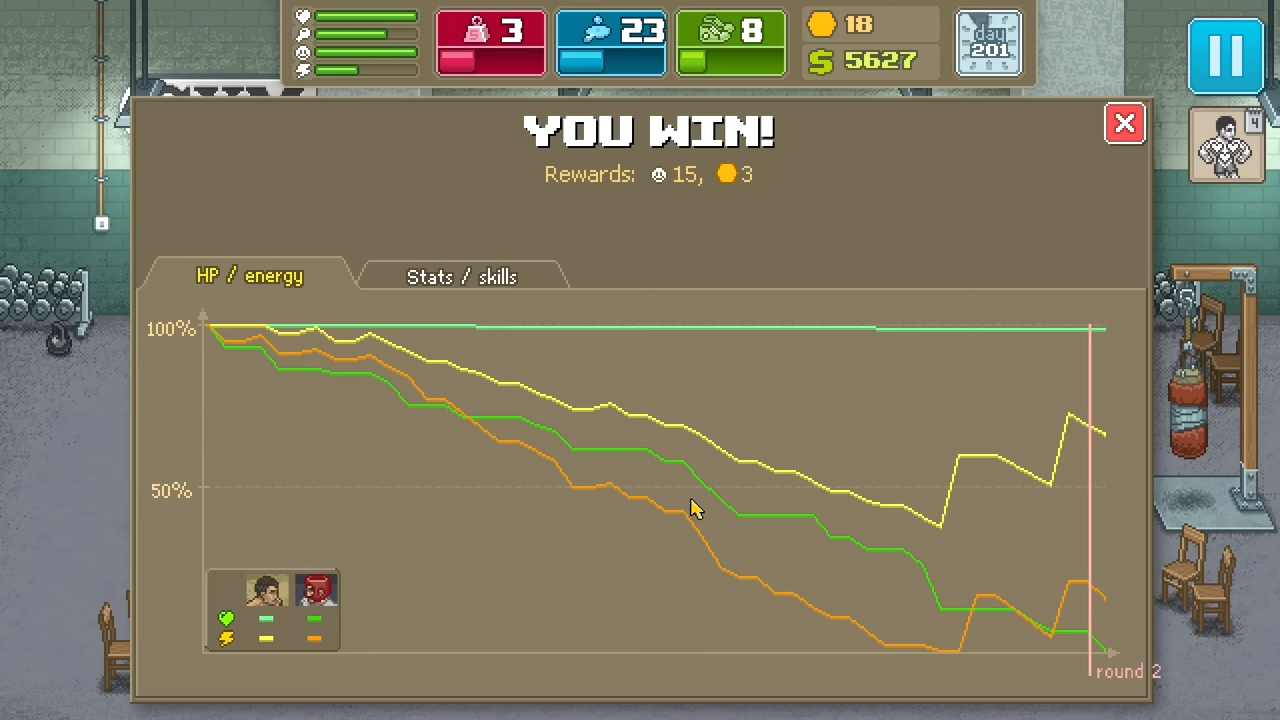 3
23
8
18
5627
day
201
4
YOU WIN!
Rewards: 15, 3
HP / energy
Stats / skills
100%
50%
round 2